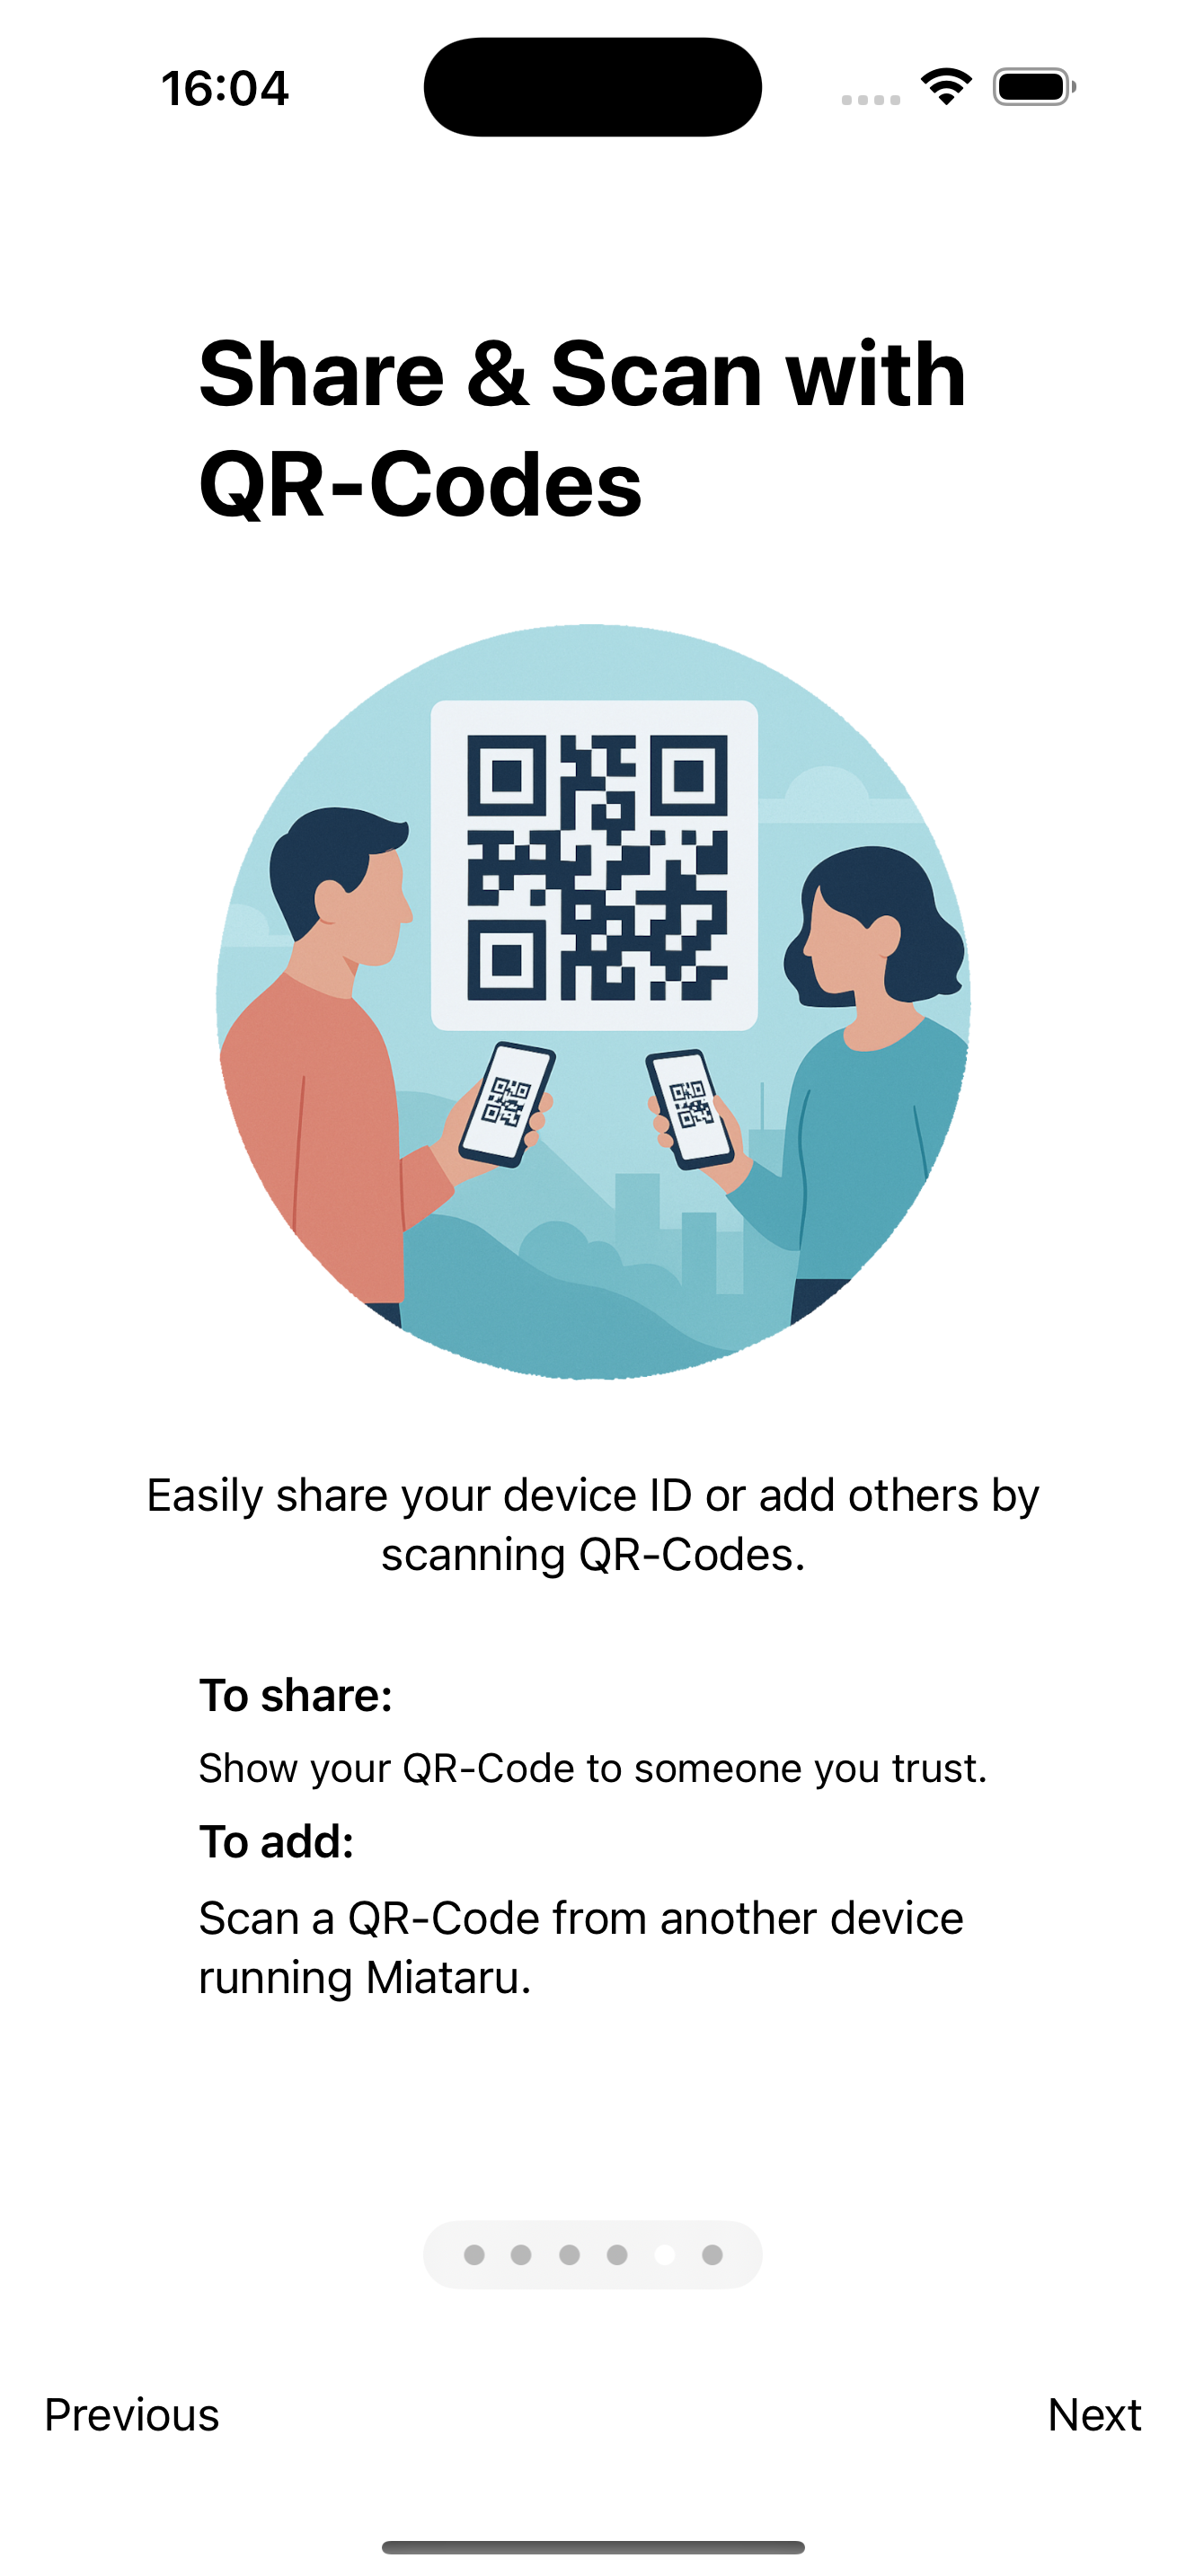 16:04
Share & Scan with
QR-Codes
Easily share your device ID or add others by
scanning QR-Codes.
To share:
Show your QR-Code to someone you trust.
To add:
Scan a QR-Code from another device
running Miataru.
Previous
Next